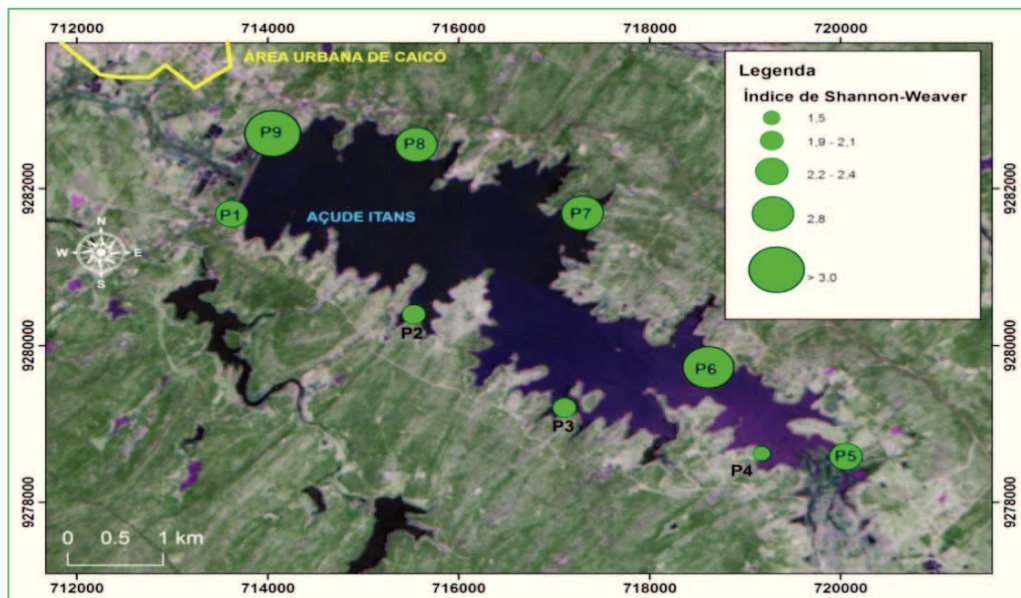 712000 714000 716000 718000 720000
ÁREA URBANA DE CAICÓ
Legenda
Índice de Shannon-Weaver
1,5
1,9 - 2,1
2,2 - 2,4
2,8
> 3,0
P9
P8
9282000
9282000
P1
AÇUDE ITANS
P7
N
W E
S
P2
9280000
9280000
P6
P3
P4
P5
9278000
9278000
0 0.5 1 km
712000 714000 716000 718000 720000